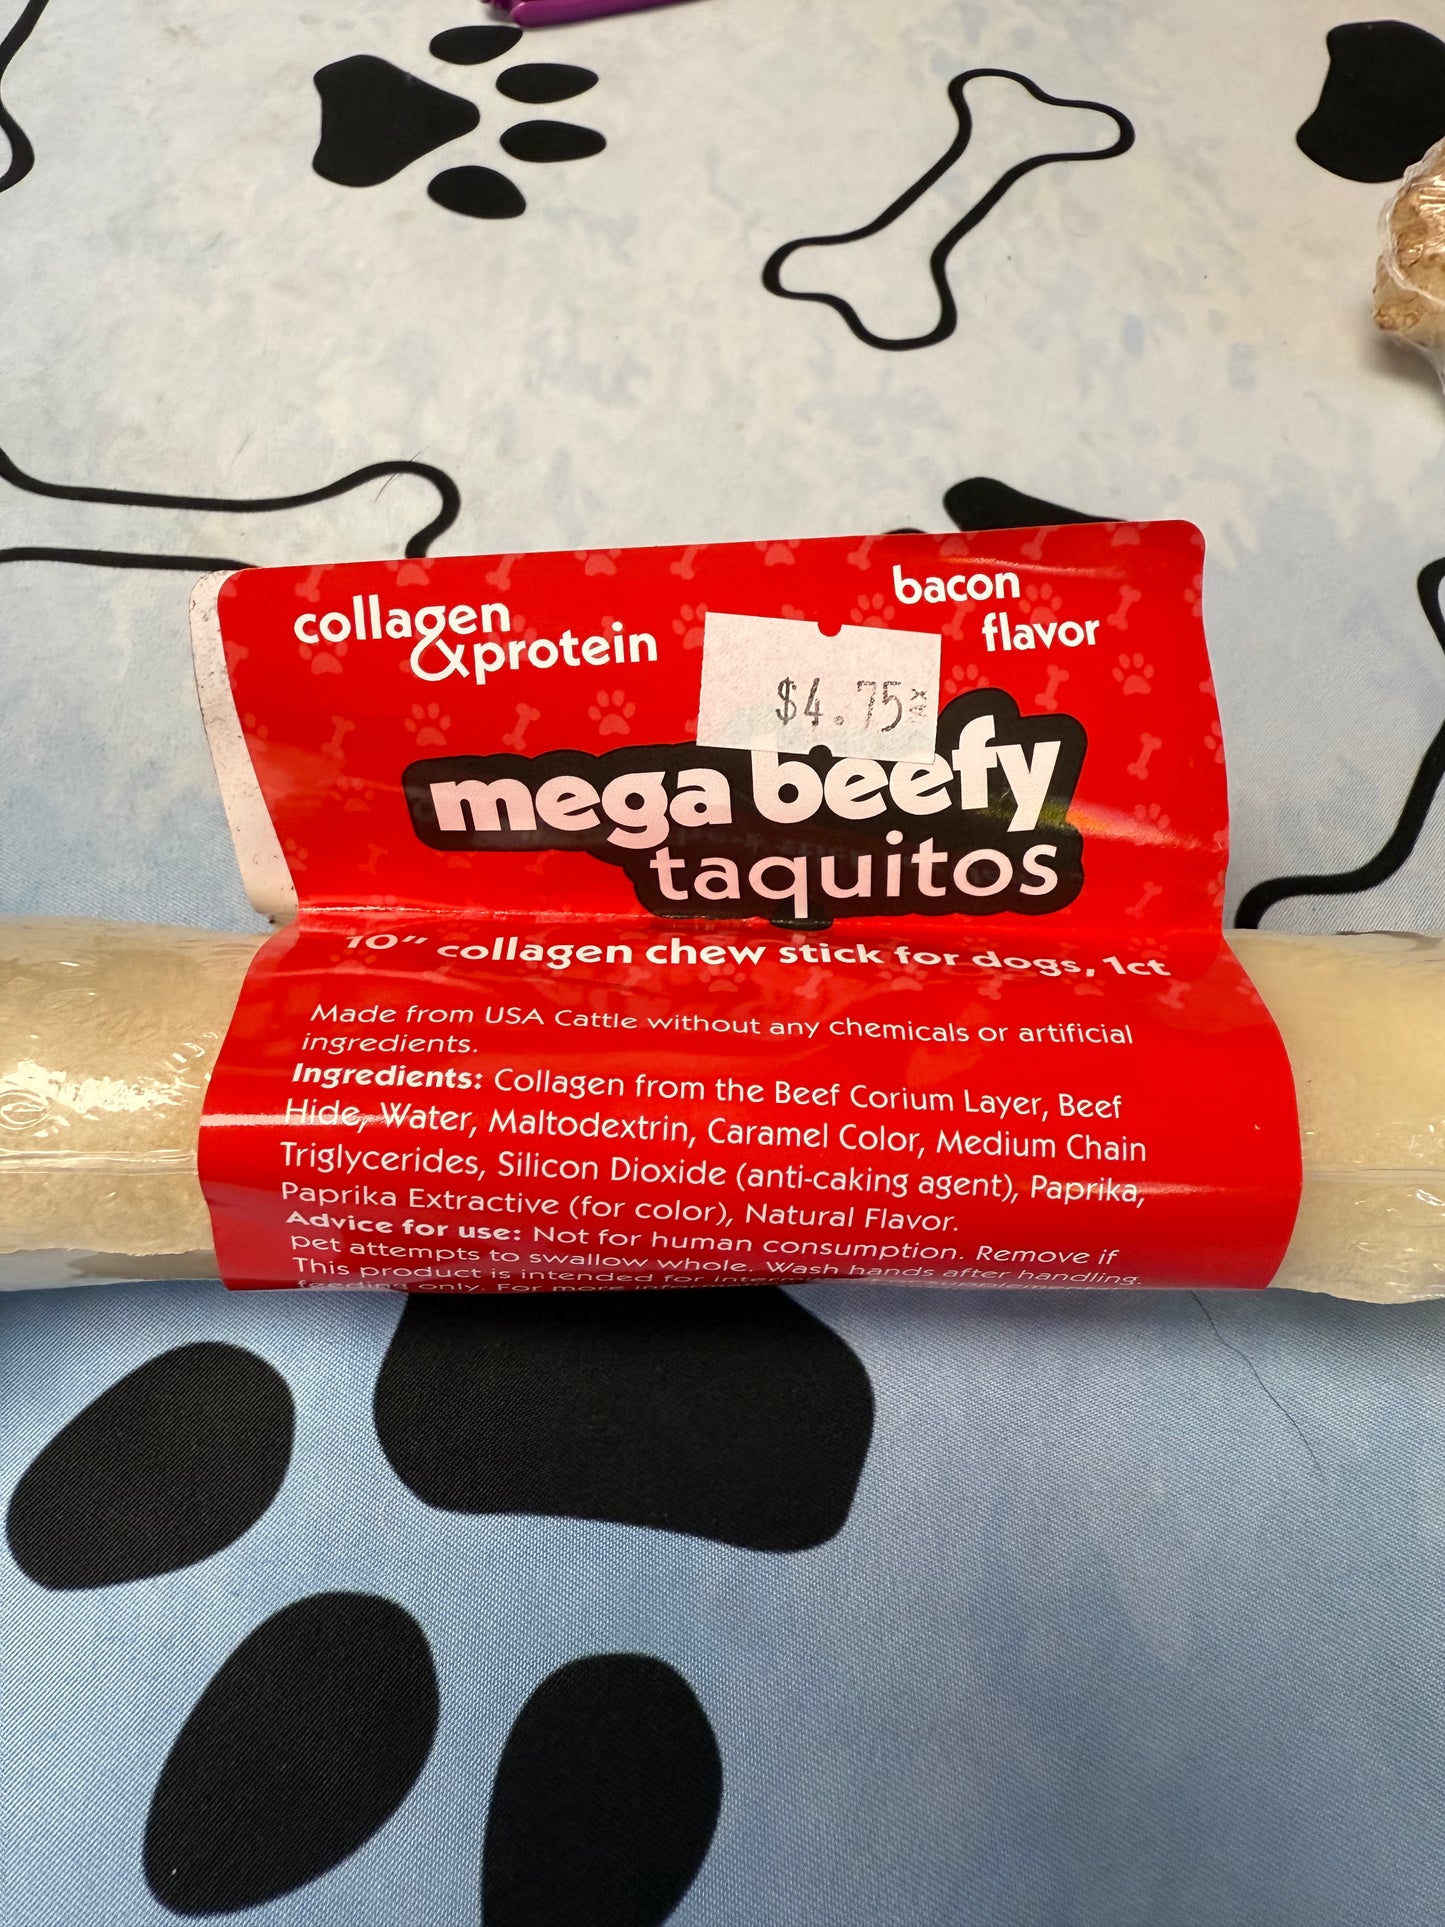 collagen
&protein
bacon
flavor
$4.75
mega beefy
taquitos
10" collagen chew stick for dogs, 1ct
Made from USA Cattle without any chemicals or artificial
ingredients.
Ingredients: Collagen from the Beef Corium Layer, Beef
Hide, Water, Maltodextrin, Caramel Color, Medium Chain
Triglycerides, Silicon Dioxide (anti-caking agent), Paprika,
Paprika Extractive (for color), Natural Flavor.
Advice for use: Not for human consumption. Remove if
pet attempts to swallow whole. Wash hands after handling.
This product is intended for
feeding only. For more